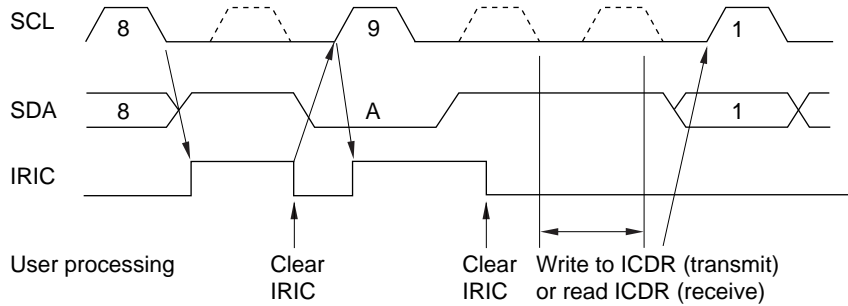 SCL 8 9 1
SDA 8 A 1
IRIC
User processing Clear IRIC Clear IRIC Write to ICDR (transmit) or read ICDR (receive)